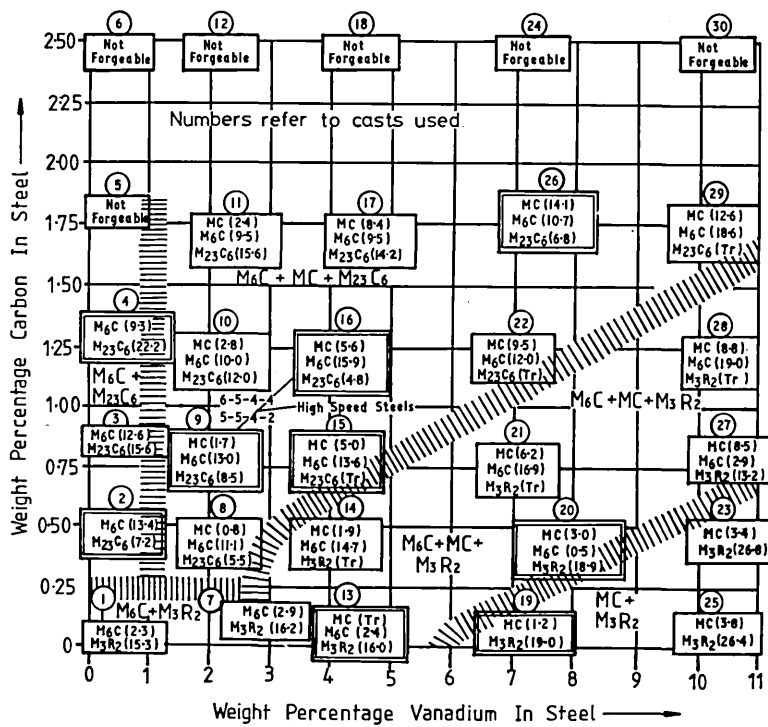 6 12 18 24 30
2·50
Not Forgeable
Not Forgeable
Not Forgeable
Not Forgeable
Not Forgeable
2·25
Numbers refer to casts used
2·00
5
Not Forgeable
11
MC (2·4)
M6C (9·5)
M23C6(15·6)
17
MC (8·4)
M6C (9·5)
M23C6(14·2)
26
MC (14·1)
M6C (10·7)
M23C6(6·8)
29
MC (12·6)
M6C (18·6)
M23C6(Tr)
1·75
M6C + MC + M23C6
1·50
4
M6C (9·3)
M23C6(22·2)
10
MC (2·8)
M6C (10·0)
M23C6(12·0)
16
MC (5·6)
M6C(15·9)
M23C6(4·8)
22
MC (9·5)
M6C(12·0)
M23C6(Tr)
28
MC (8·8)
M6C(19·0)
M3R2(Tr)
1·25
M6C +
M23C6
6-5-4-4
5-5-4-2
High Speed Steels
M6C+MC+M3R2
1·00
3
M6C(12·6)
M23C6(15·6)
9
MC(1·7)
M6C(13·0)
M23C6(8·5)
15
MC (5·0)
M6C (13·6)
M23C6(Tr)
21
MC(6·2)
M6C(16·9)
M3R2(Tr)
27
MC(8·5)
M6C(2·9)
M3R2(13·2)
0·75
2
M6C (13·4)
M23C6(7·2)
8
MC (0·8)
M6C(11·1)
M23C6(5·5)
14
MC(1·9)
M6C(14·7)
M3R2(Tr)
M6C+MC+
M3R2
20
MC(3·0)
M6C(0·5)
M3R2(18·9)
23
MC(3·4)
M3R2(26·8)
0·50
0·25
1
M6C+M3R2
M6C(2·3)
M3R2(15·3)
7
M6C(2·9)
M3R2 (16·2)
13
MC (Tr)
M6C (2·4)
M3R2(16·0)
19
MC(1·2)
M3R2(19·0)
MC+
M3R2
25
MC(3·8)
M3R2(26·4)
0
0 1 2 3 4 5 6 7 8 9 10 11
Weight Percentage Vanadium In Steel
Weight Percentage Carbon In Steel